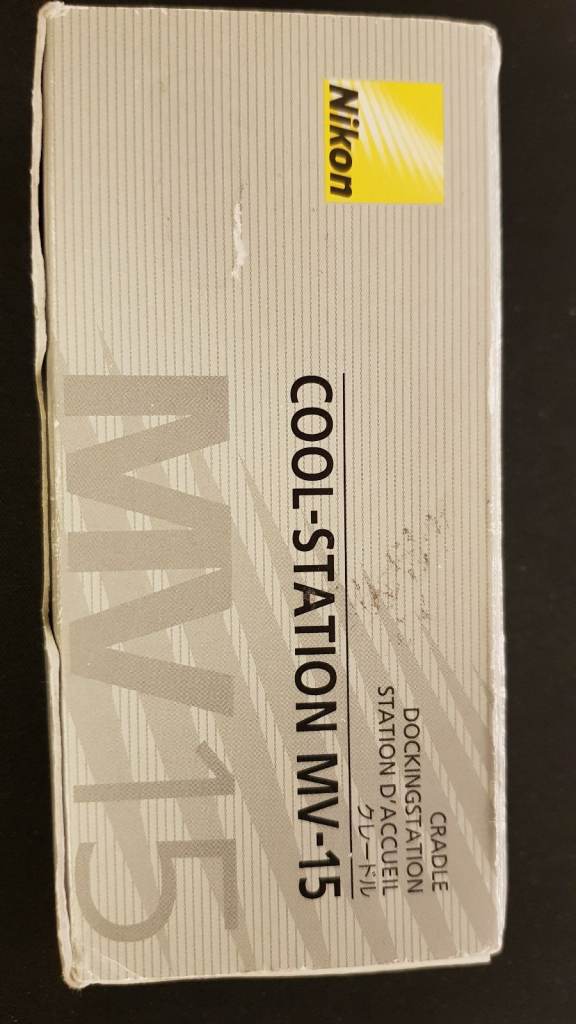 Nikon
CRADLE
DOCKINGSTATION
STATION D'ACCUEIL
クレードル
COOL-STATION MV-15
MV15